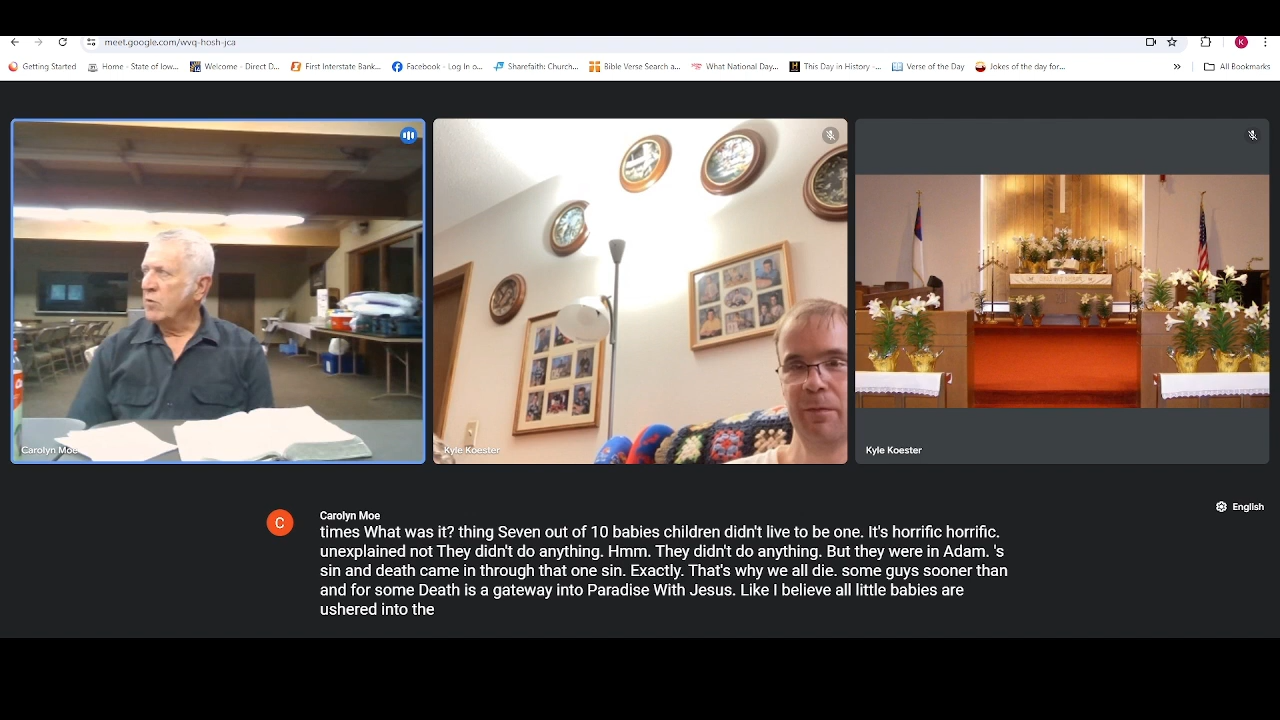 meet.google.com/wvq-hosh-jca
Getting Started
Home - State of Iow...
Welcome - Direct D...
First Interstate Bank...
Facebook - Log In o...
Sharefaith: Church...
Bible Verse Search a...
What National Day...
This Day in History -...
Verse of the Day
Jokes of the day for...
»
All Bookmarks
K
Carolyn Moe
Kyle Koester
Kyle Koester
English
C
Carolyn Moe
times What was it? thing Seven out of 10 babies children didn't live to be one. It's horrific horrific.
unexplained not They didn't do anything. Hmm. They didn't do anything. But they were in Adam. 's
sin and death came in through that one sin. Exactly. That's why we all die. some guys sooner than
and for some Death is a gateway into Paradise With Jesus. Like I believe all little babies are
ushered into the